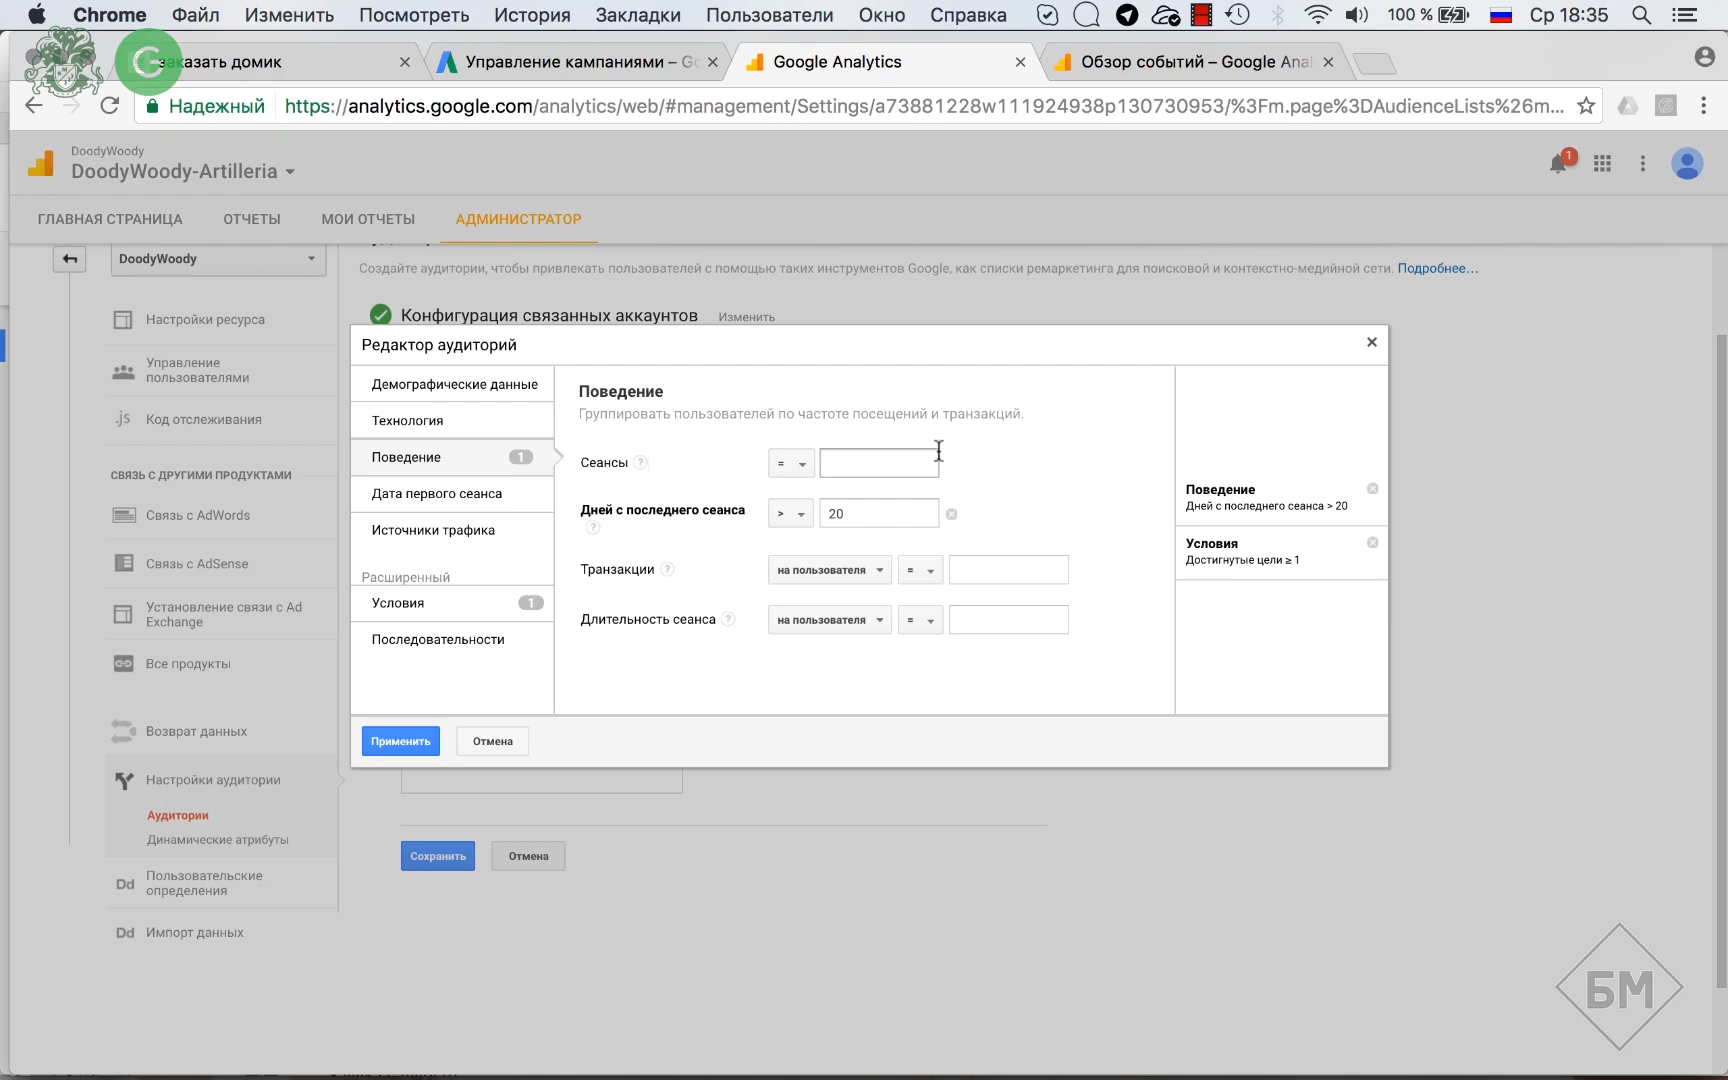 Chrome Файл Изменить Посмотреть История Закладки Пользователи Окно Справка 100 % Ср 18:35
заказать домик Управление кампаниями – Go Google Analytics Обзор событий – Google Anal
Надежный https://analytics.google.com/analytics/web/#management/Settings/a73881228w111924938p130730953/%3Fm.page%3DAudienceLists%26m...
DoodyWoody
DoodyWoody-Artilleria
1
ГЛАВНАЯ СТРАНИЦА ОТЧЕТЫ МОИ ОТЧЕТЫ АДМИНИСТРАТОР
DoodyWoody
Создайте аудитории, чтобы привлекать пользователей с помощью таких инструментов Google, как списки ремаркетинга для поисковой и контекстно-медийной сети. Подробнее…
Конфигурация связанных аккаунтов Изменить
Настройки ресурса
Управление
пользователями
.js Код отслеживания
СВЯЗЬ С ДРУГИМИ ПРОДУКТАМИ
Связь с AdWords
Связь с AdSense
Установление связи с Ad
Exchange
Все продукты
Возврат данных
Настройки аудитории
Аудитории
Динамические атрибуты
Dd Пользовательские
определения
Dd Импорт данных
Редактор аудиторий
Демографические данные
Технология
Поведение 1
Дата первого сеанса
Источники трафика
Расширенный
Условия 1
Последовательности
Поведение
Группировать пользователей по частоте посещений и транзакций.
Сеансы ? =
Дней с последнего сеанса ? > 20
Транзакции ? на пользователя =
Длительность сеанса ? на пользователя =
Поведение
Дней с последнего сеанса > 20
Условия
Достигнутые цели ≥ 1
Применить Отмена
Сохранить Отмена
БМ